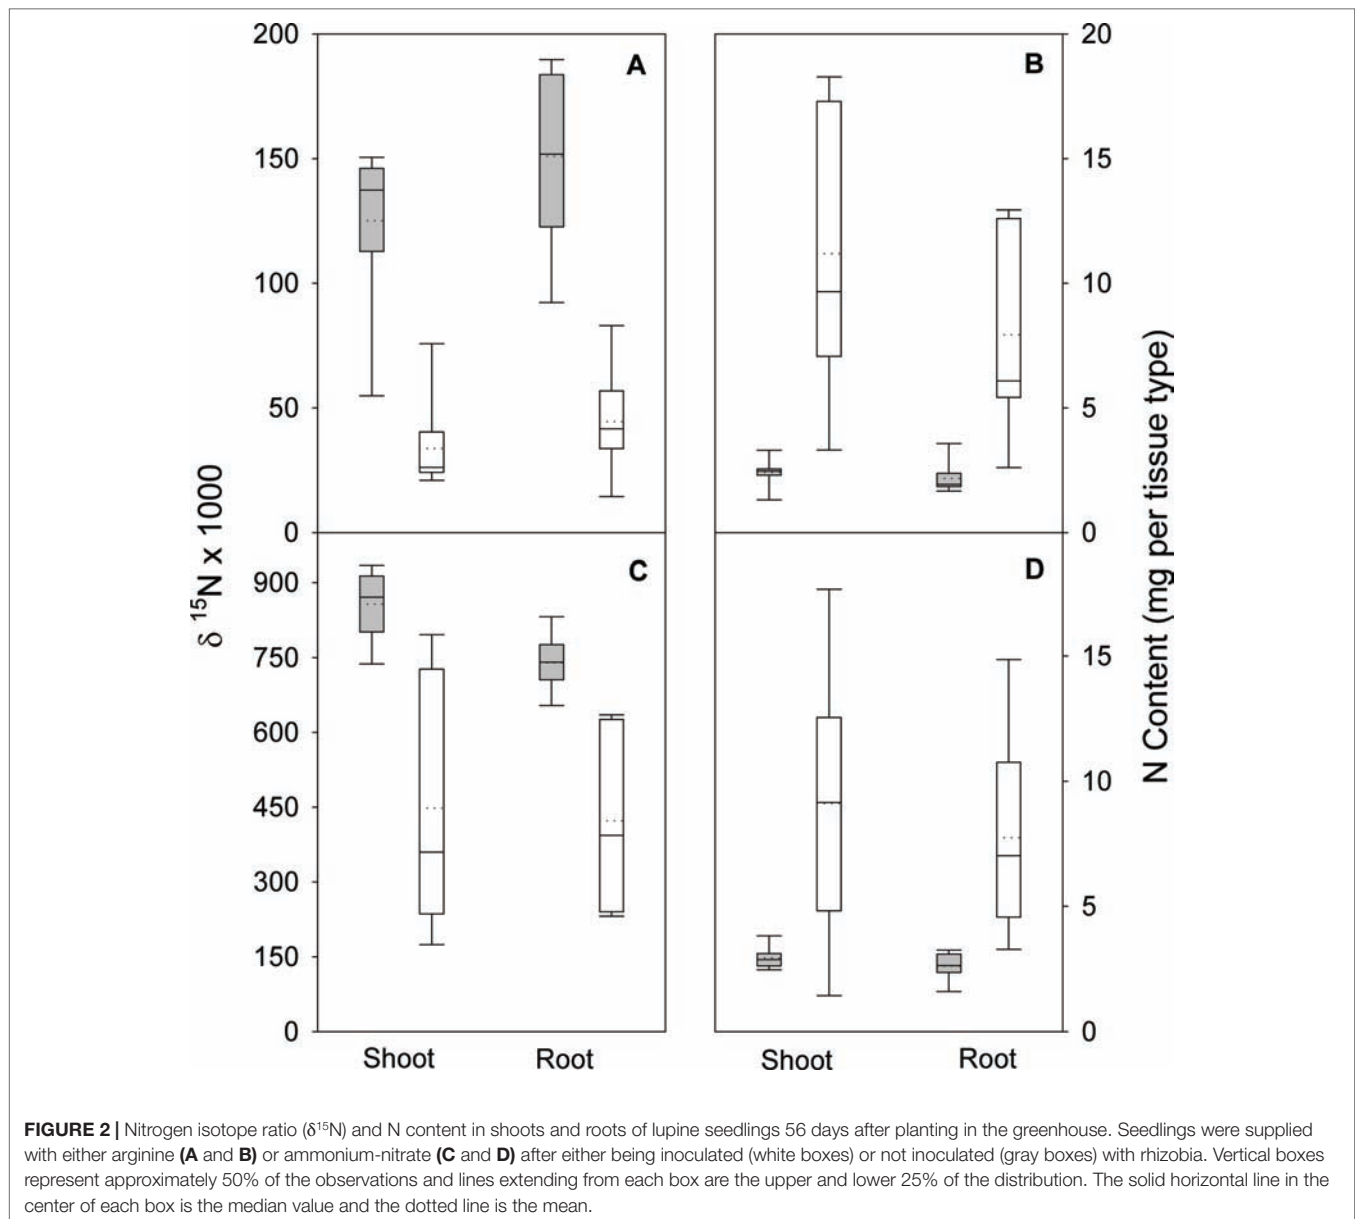 200
150
100
50
0
A
B
20
15
10
5
0
δ ¹⁵N x 1000
N Content (mg per tissue type)
900
750
600
450
300
150
0
C
D
15
10
5
0
Shoot
Root
Shoot
Root
FIGURE 2 | Nitrogen isotope ratio (δ¹⁵N) and N content in shoots and roots of lupine seedlings 56 days after planting in the greenhouse. Seedlings were supplied
with either arginine (A and B) or ammonium-nitrate (C and D) after either being inoculated (white boxes) or not inoculated (gray boxes) with rhizobia. Vertical boxes
represent approximately 50% of the observations and lines extending from each box are the upper and lower 25% of the distribution. The solid horizontal line in the
center of each box is the median value and the dotted line is the mean.